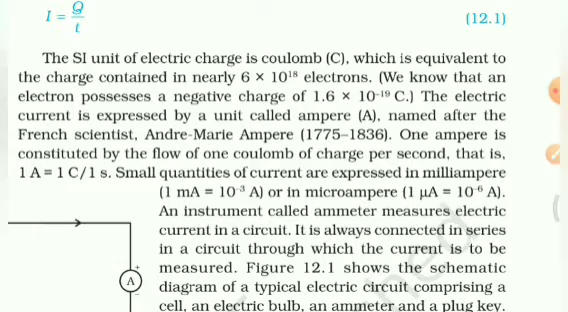 I = Q/t (12.1)
The SI unit of electric charge is coulomb (C), which is equivalent to
the charge contained in nearly 6 × 10¹⁸ electrons. (We know that an
electron possesses a negative charge of 1.6 × 10⁻¹⁹ C.) The electric
current is expressed by a unit called ampere (A), named after the
French scientist, Andre-Marie Ampere (1775–1836). One ampere is
constituted by the flow of one coulomb of charge per second, that is,
1 A = 1 C/1 s. Small quantities of current are expressed in milliampere
(1 mA = 10⁻³ A) or in microampere (1 µA = 10⁻⁶ A).
An instrument called ammeter measures electric
current in a circuit. It is always connected in series
in a circuit through which the current is to be
measured. Figure 12.1 shows the schematic
diagram of a typical electric circuit comprising a
cell, an electric bulb, an ammeter and a plug key.
+
A
–